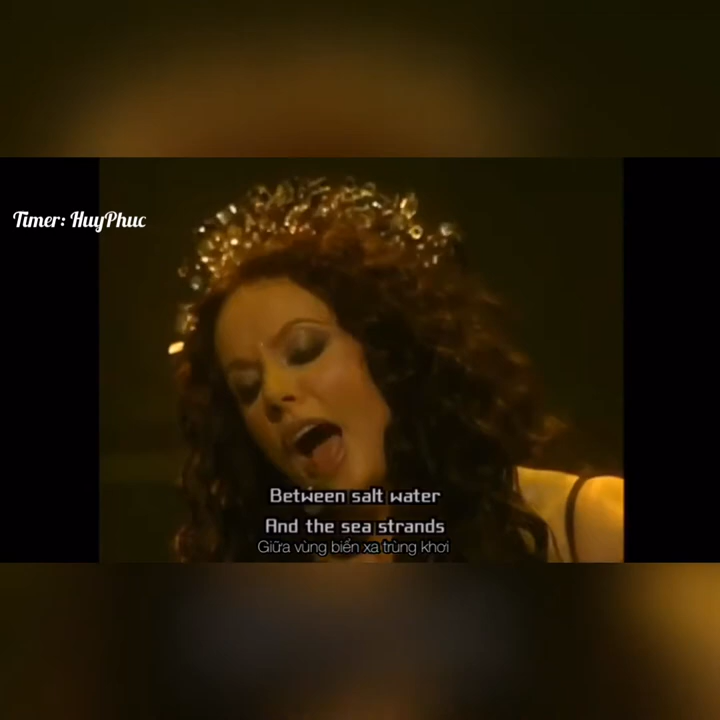 Timer: HuyPhuc
Between salt water
And the sea strands
Giữa vùng biển xa trùng khơi